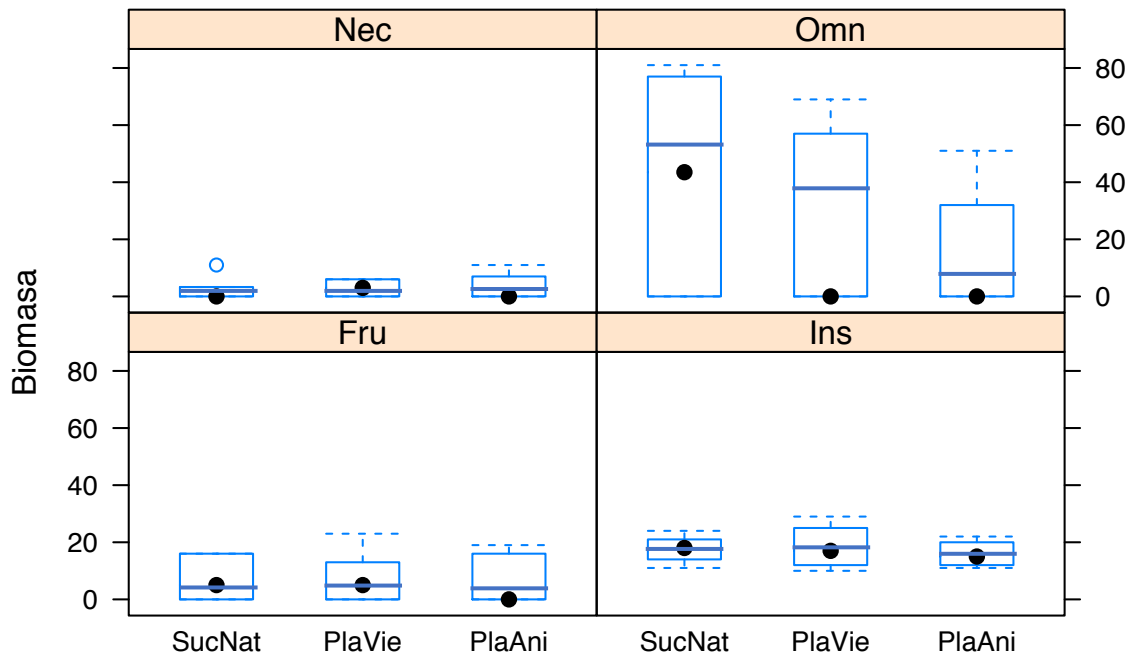 Nec
Omn
80
60
40
20
0
Biomasa
Fru
Ins
80
60
40
20
0
SucNat PlaVie PlaAni
SucNat PlaVie PlaAni